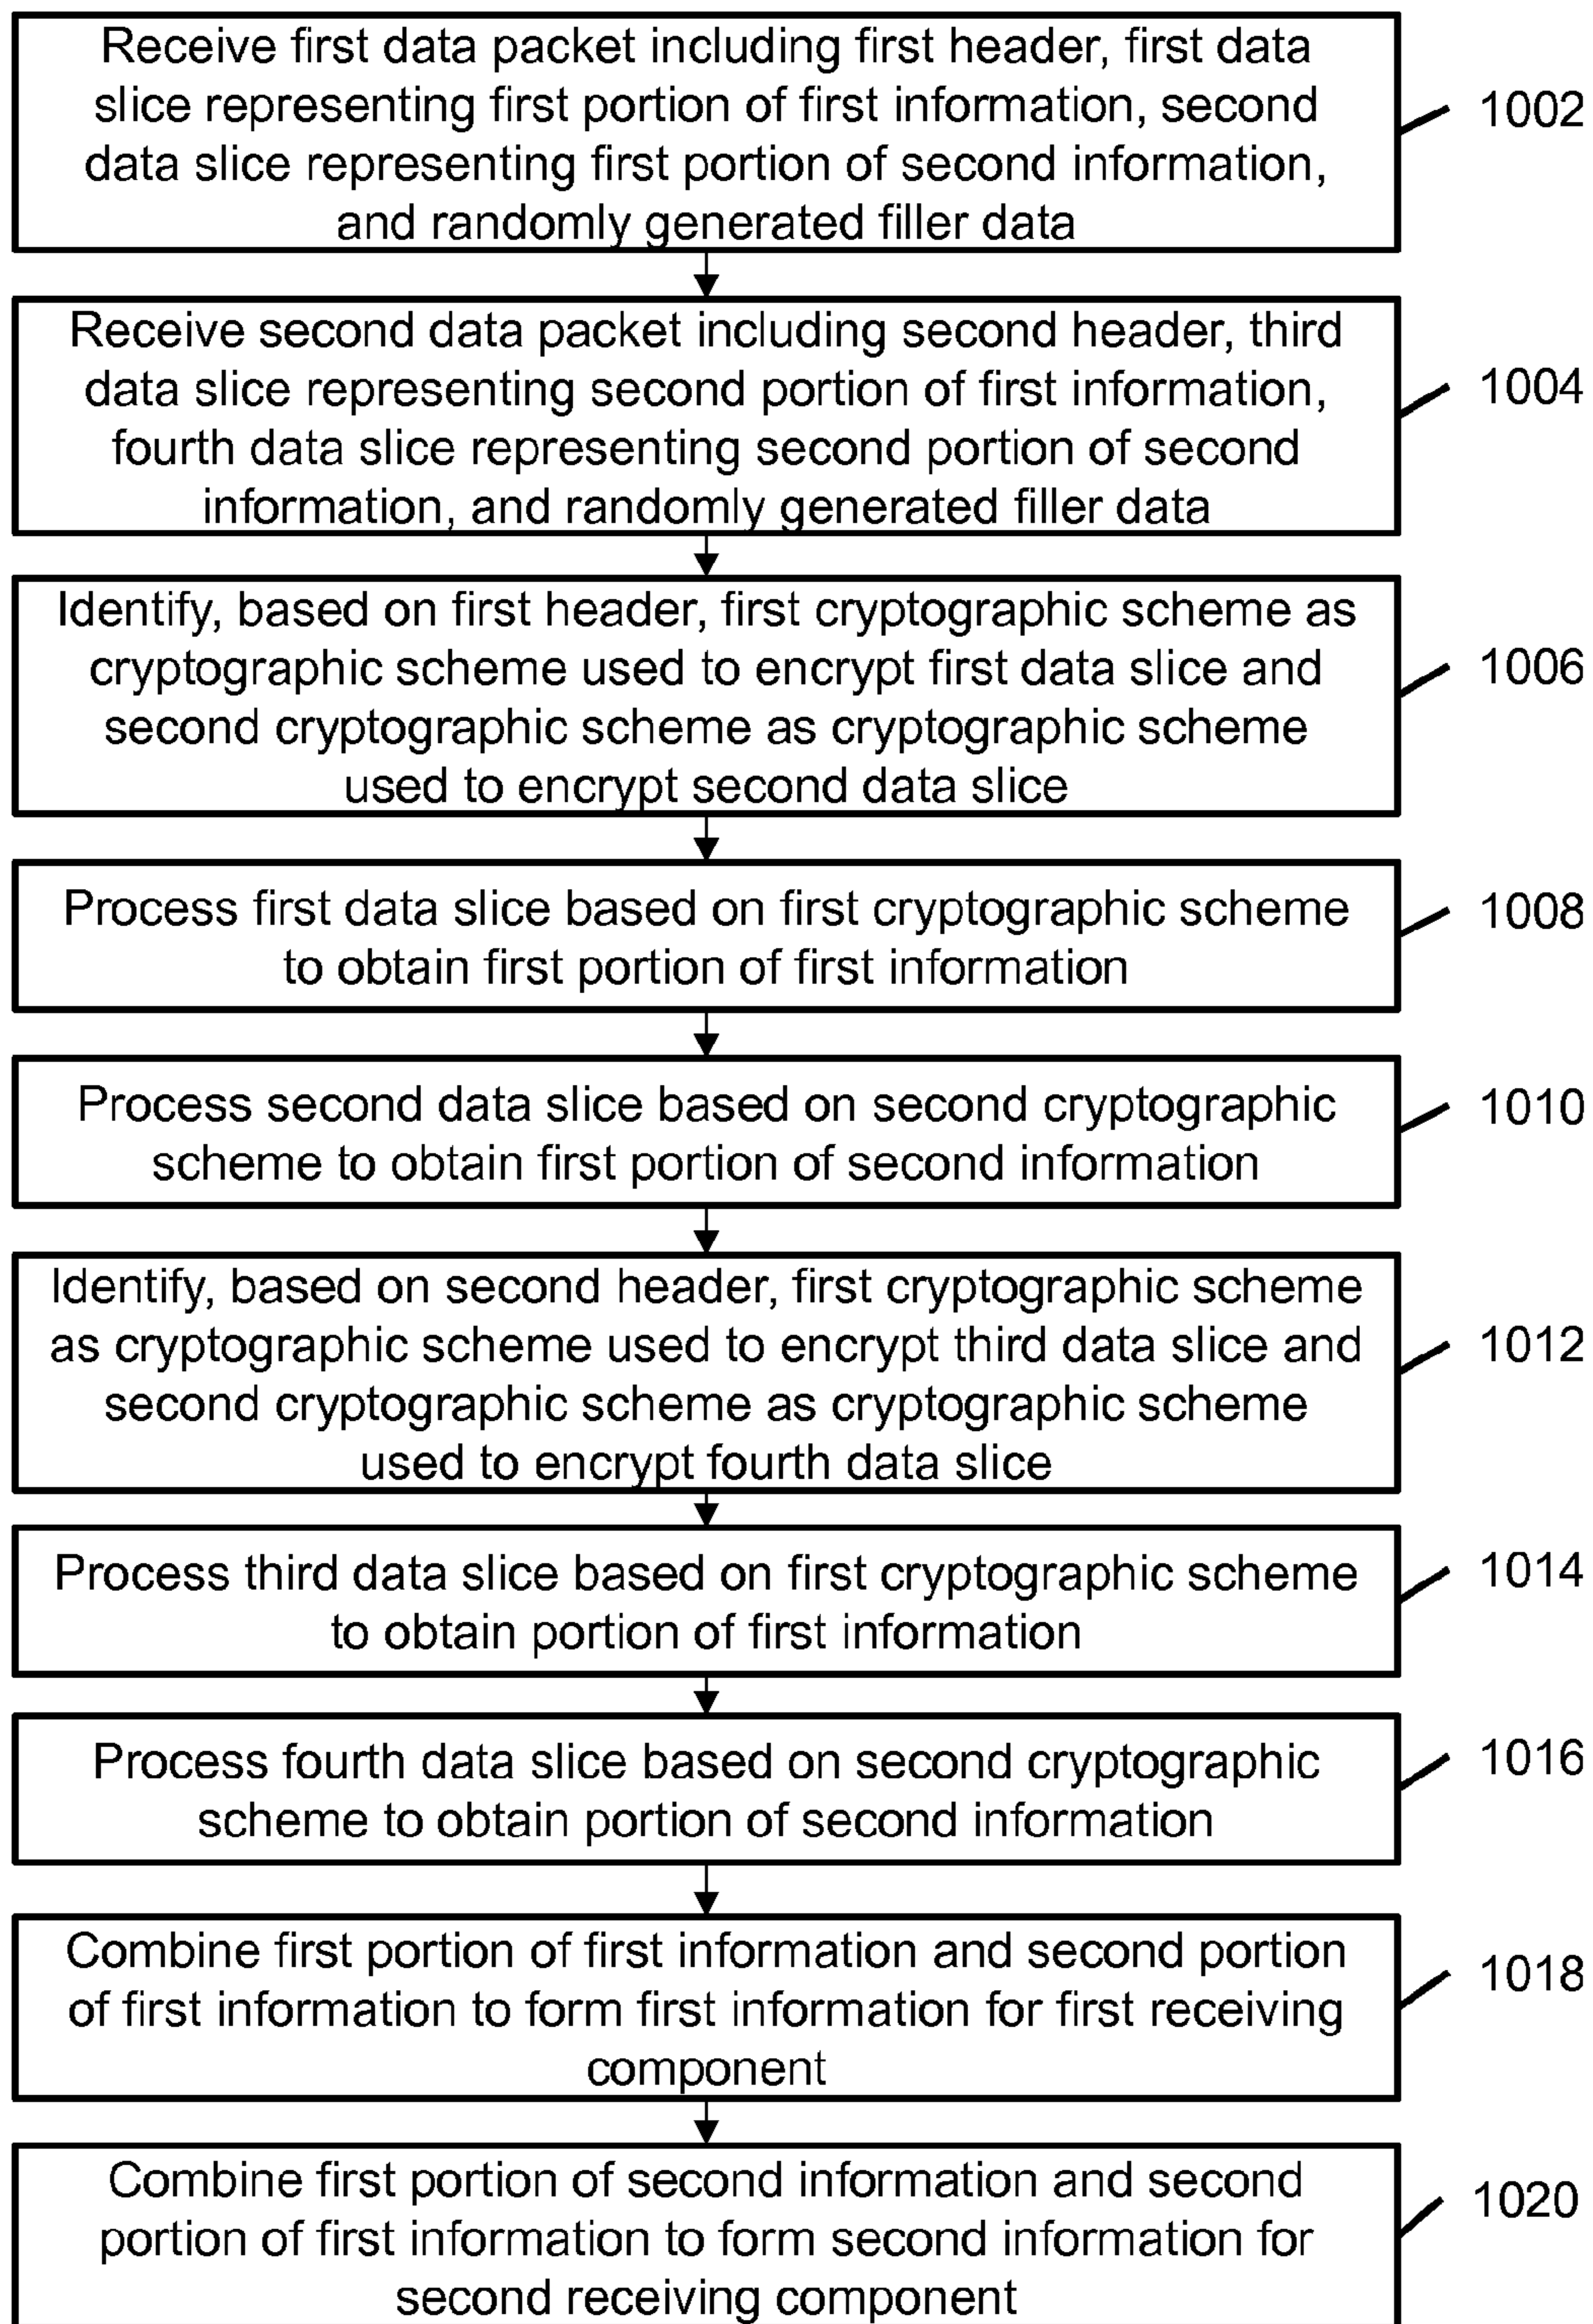 Receive first data packet including first header, first data
slice representing first portion of first information, second
data slice representing first portion of second information,
and randomly generated filler data
1002
Receive second data packet including second header, third
data slice representing second portion of first information,
fourth data slice representing second portion of second
information, and randomly generated filler data
1004
Identify, based on first header, first cryptographic scheme as
cryptographic scheme used to encrypt first data slice and
second cryptographic scheme as cryptographic scheme
used to encrypt second data slice
1006
Process first data slice based on first cryptographic scheme
to obtain first portion of first information
1008
Process second data slice based on second cryptographic
scheme to obtain first portion of second information
1010
Identify, based on second header, first cryptographic scheme
as cryptographic scheme used to encrypt third data slice and
second cryptographic scheme as cryptographic scheme
used to encrypt fourth data slice
1012
Process third data slice based on first cryptographic scheme
to obtain portion of first information
1014
Process fourth data slice based on second cryptographic
scheme to obtain portion of second information
1016
Combine first portion of first information and second portion
of first information to form first information for first receiving
component
1018
Combine first portion of second information and second
portion of first information to form second information for
second receiving component
1020